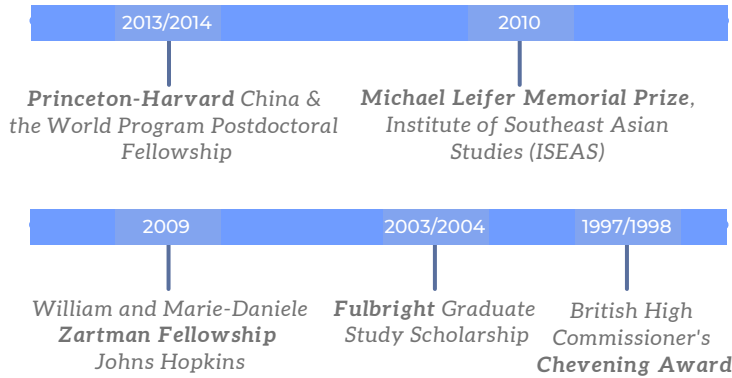 2013/2014
Princeton-Harvard China &
the World Program Postdoctoral
Fellowship
2010
Michael Leifer Memorial Prize,
Institute of Southeast Asian
Studies (ISEAS)
2009
William and Marie-Daniele
Zartman Fellowship
Johns Hopkins
2003/2004
Fulbright Graduate
Study Scholarship
1997/1998
British High
Commissioner's
Chevening Award